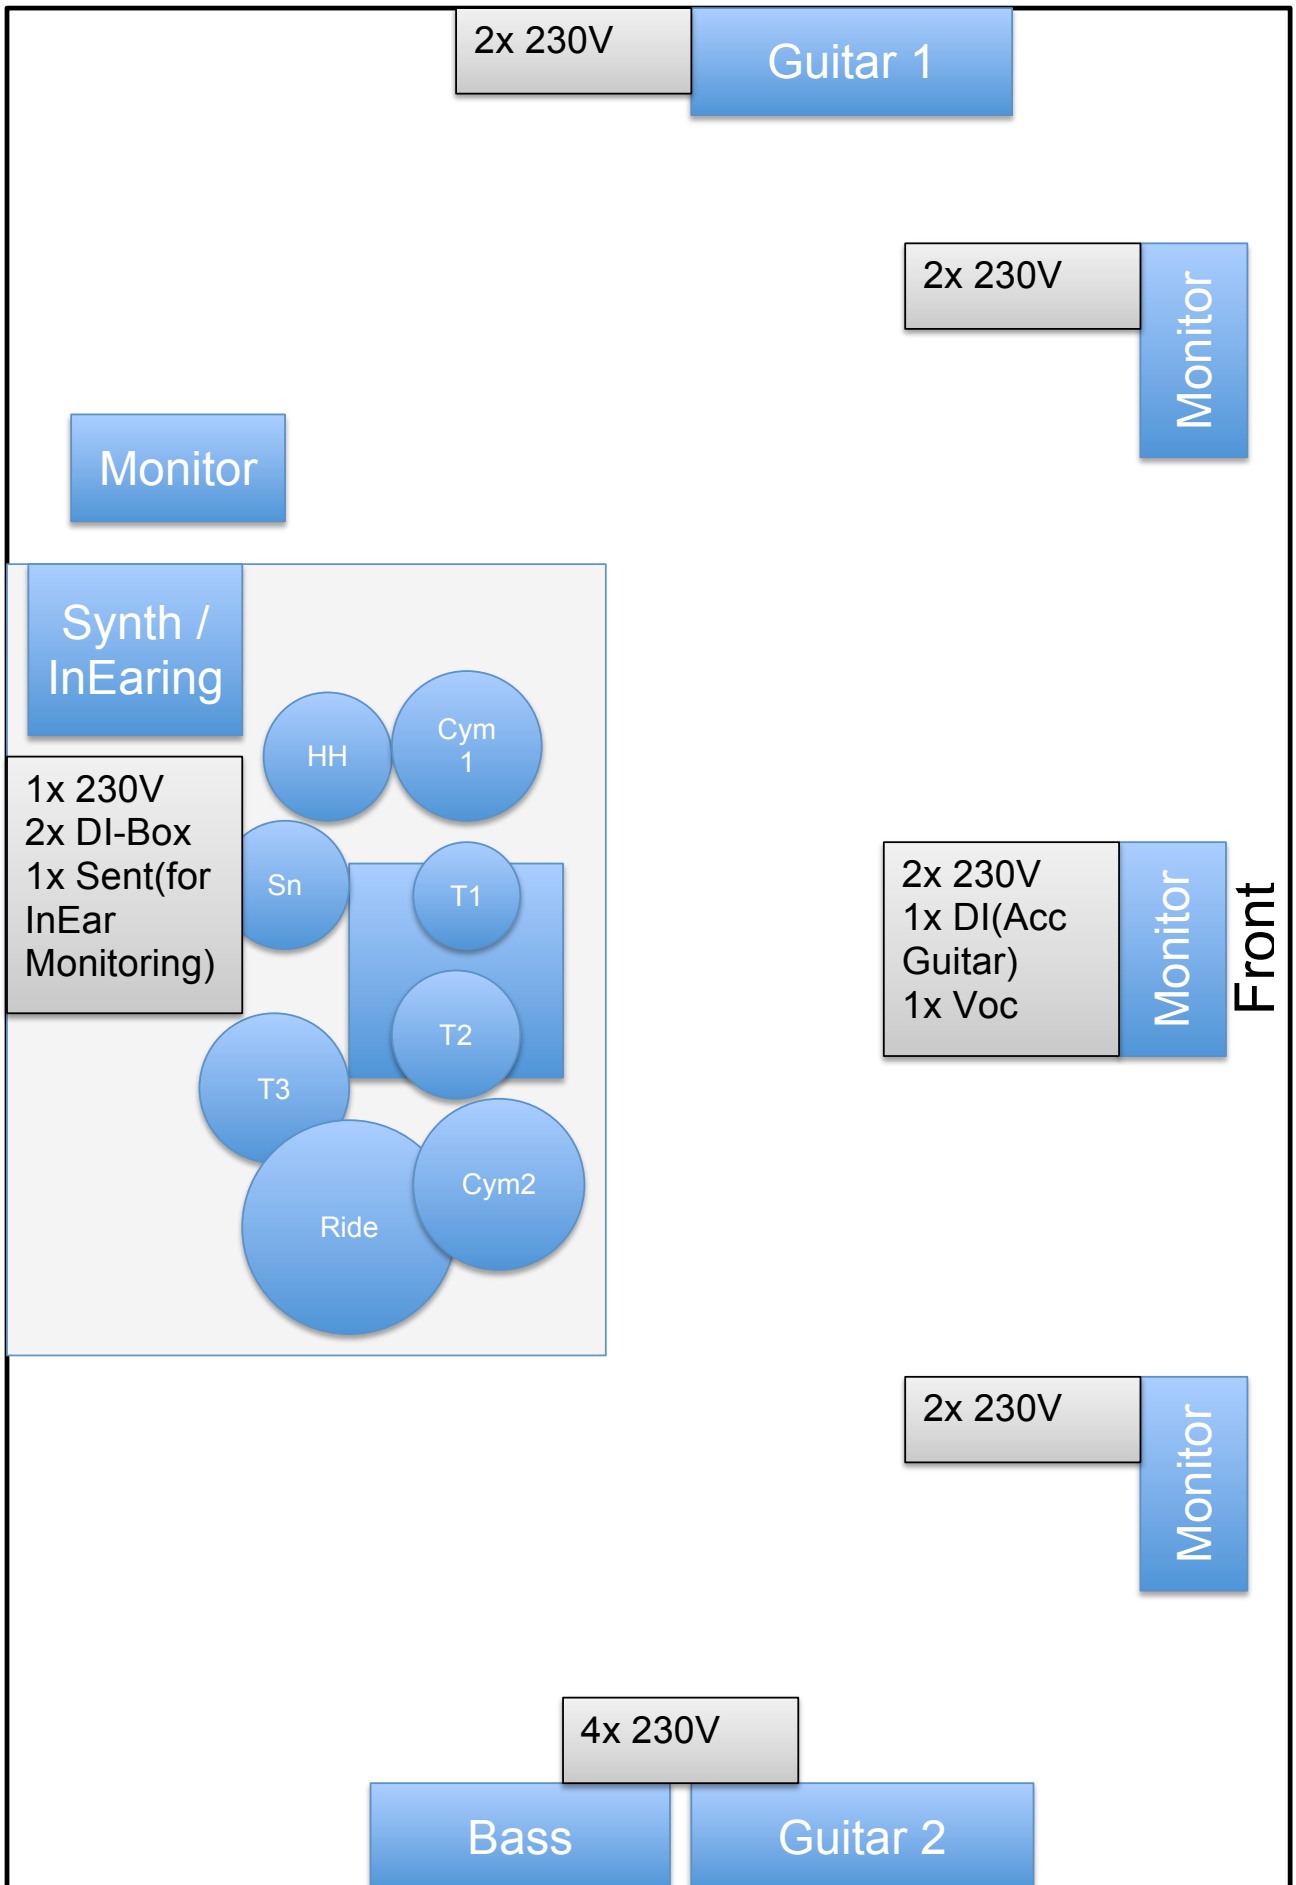 2x 230V
Guitar 1
2x 230V
Monitor
Monitor
Synth /
InEaring
HH
Cym
1
1x 230V
2x DI-Box
1x Sent(for
InEar
Monitoring)
Sn
T1
T2
T3
Ride
Cym2
2x 230V
1x DI(Acc
Guitar)
1x Voc
Monitor
Front
2x 230V
Monitor
4x 230V
Bass
Guitar 2